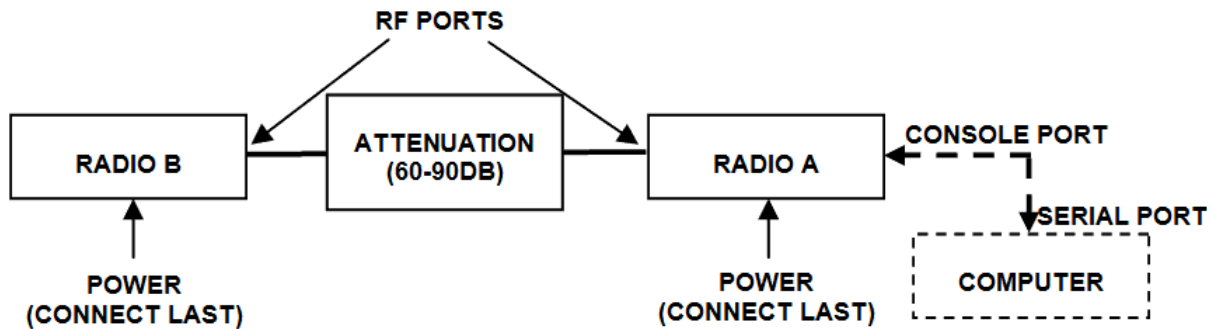 RF PORTS
RADIO B
ATTENUATION
(60-90DB)
RADIO A
CONSOLE PORT
SERIAL PORT
COMPUTER
POWER
(CONNECT LAST)
POWER
(CONNECT LAST)